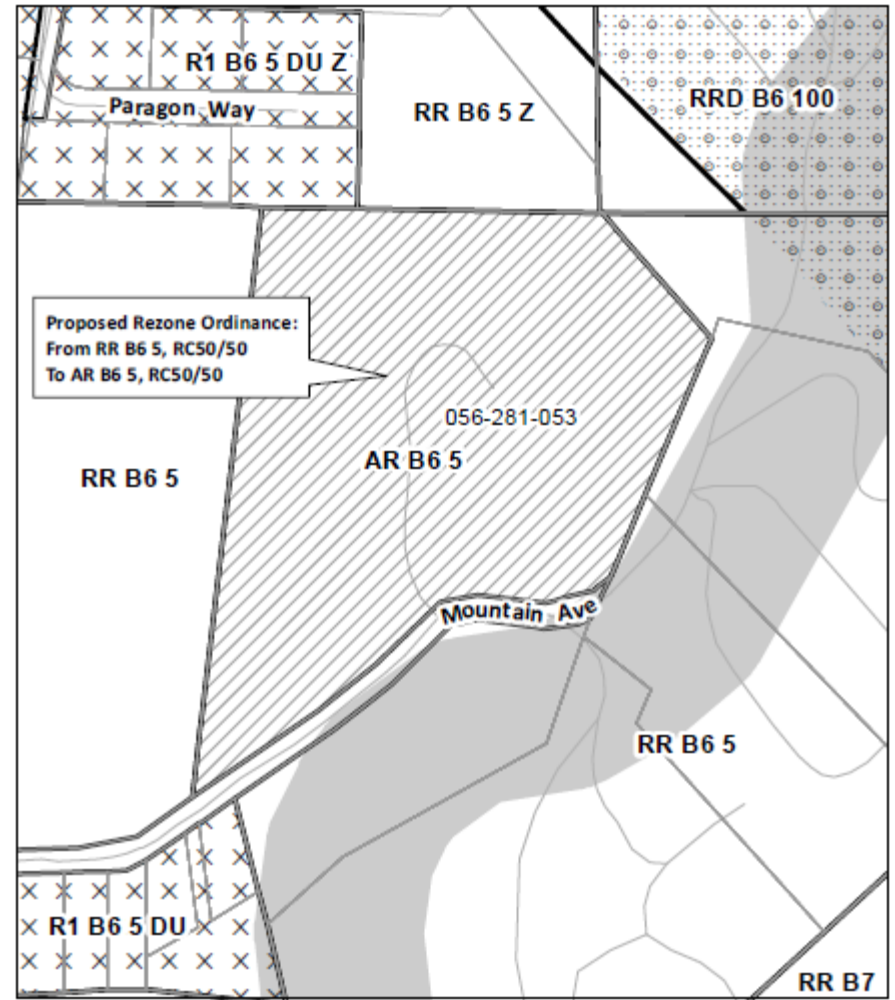 R1 B6 5 DU Z
Paragon Way
RR B6 5 Z
RRD B6 100
Proposed Rezone Ordinance:
From RR B6 5, RC50/50
To AR B6 5, RC50/50
056-281-053
AR B6 5
RR B6 5
Mountain Ave
RR B6 5
R1 B6 5 DU
RR B7